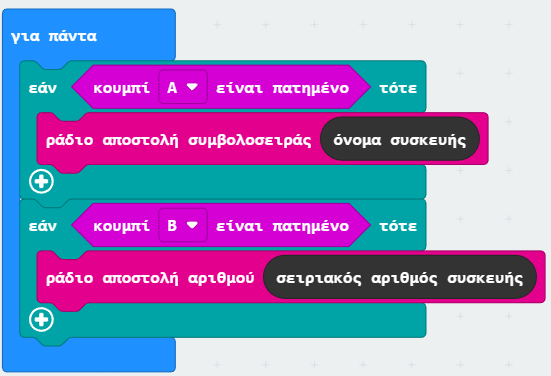 για πάντα
εάν κουμπί A είναι πατημένο τότε
ράδιο αποστολή συμβολοσειράς όνομα συσκευής
εάν κουμπί B είναι πατημένο τότε
ράδιο αποστολή αριθμού σειριακός αριθμός συσκευής